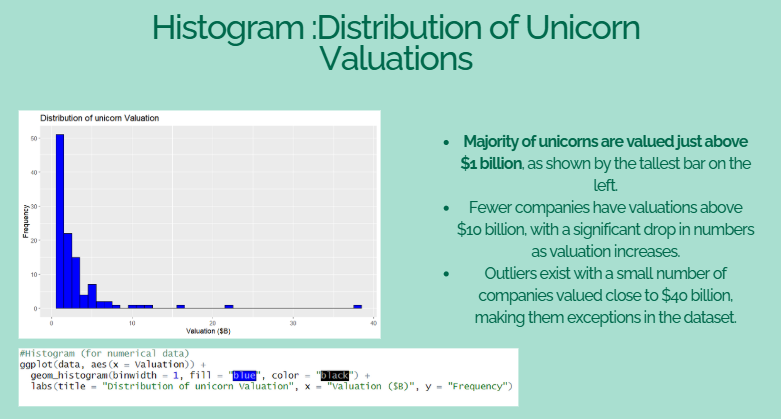 Histogram :Distribution of Unicorn
Valuations
Distribution of unicorn Valuation
Frequency
50
40
30
20
10
0
0 10 20 30 40
Valuation ($B)
• Majority of unicorns are valued just above
$1 billion, as shown by the tallest bar on the
left.
• Fewer companies have valuations above
$10 billion, with a significant drop in numbers
as valuation increases.
• Outliers exist with a small number of
companies valued close to $40 billion,
making them exceptions in the dataset.
#Histogram (for numerical data)
ggplot(data, aes(x = Valuation)) +
geom_histogram(binwidth = 1, fill = "blue", color = "black") +
labs(title = "Distribution of unicorn Valuation", x = "Valuation ($B)", y = "Frequency")